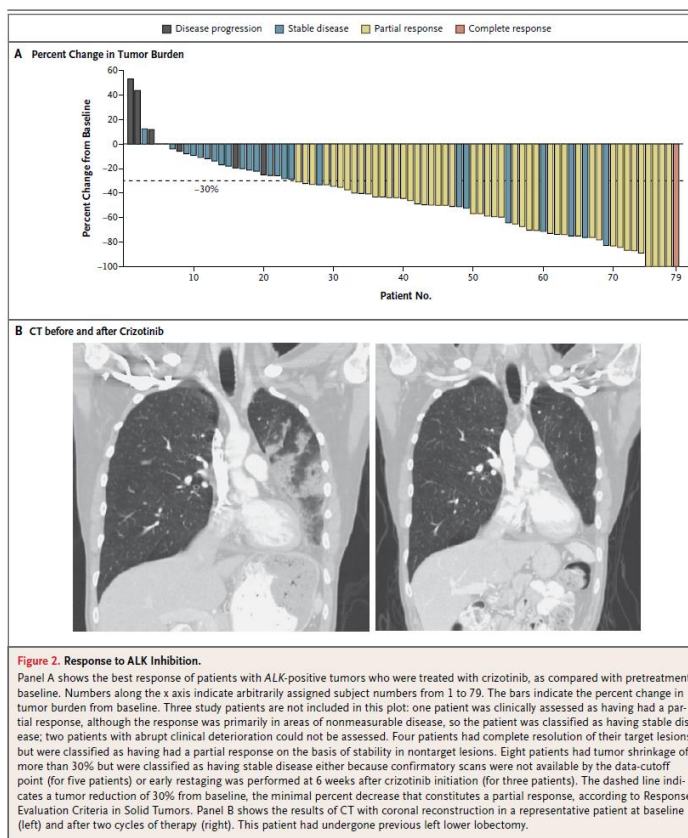 Disease progression Stable disease Partial response Complete response
A Percent Change in Tumor Burden
60
40
20
0
−20
−40
−60
−80
−100
Percent Change from Baseline
−30%
10 20 30 40 50 60 70 79
Patient No.
B CT before and after Crizotinib
Figure 2. Response to ALK Inhibition.
Panel A shows the best response of patients with ALK-positive tumors who were treated with crizotinib, as compared with pretreatment
baseline. Numbers along the x axis indicate arbitrarily assigned subject numbers from 1 to 79. The bars indicate the percent change in
tumor burden from baseline. Three study patients are not included in this plot: one patient was clinically assessed as having had a par-
tial response, although the response was primarily in areas of nonmeasurable disease, so the patient was classified as having stable dis-
ease; two patients with abrupt clinical deterioration could not be assessed. Four patients had complete resolution of their target lesions
but were classified as having had a partial response on the basis of stability in nontarget lesions. Eight patients had tumor shrinkage of
more than 30% but were classified as having stable disease either because confirmatory scans were not available by the data-cutoff
point (for five patients) or early restaging was performed at 6 weeks after crizotinib initiation (for three patients). The dashed line indi-
cates a tumor reduction of 30% from baseline, the minimal percent decrease that constitutes a partial response, according to Response
Evaluation Criteria in Solid Tumors. Panel B shows the results of CT with coronal reconstruction in a representative patient at baseline
(left) and after two cycles of therapy (right). This patient had undergone previous left lower lobectomy.